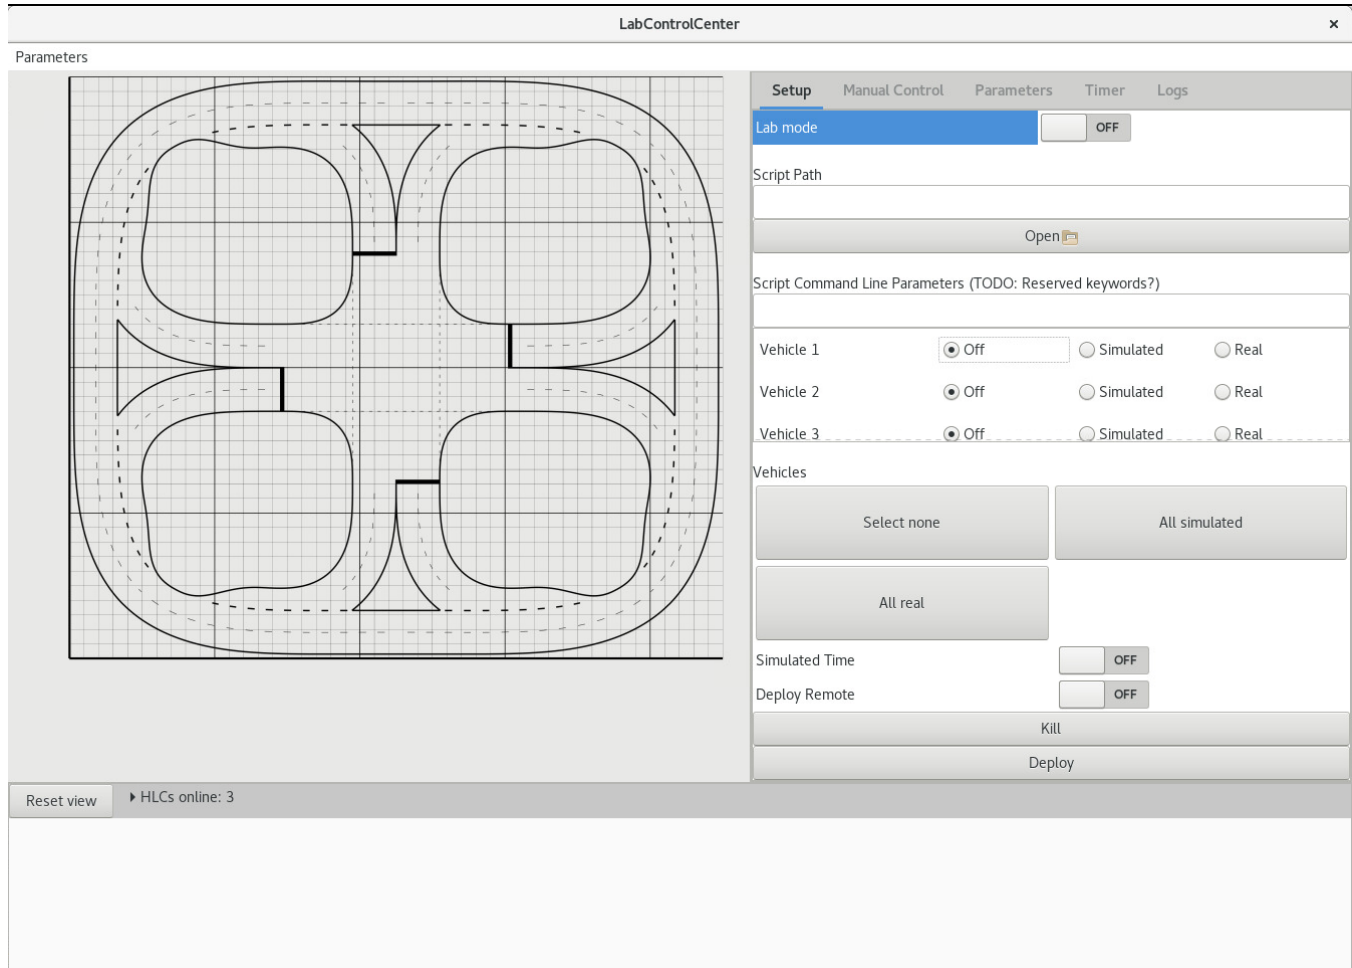 LabControlCenter
Parameters
Setup Manual Control Parameters Timer Logs
Lab mode OFF
Script Path
Open
Script Command Line Parameters (TODO: Reserved keywords?)
Vehicle 1 Off Simulated Real
Vehicle 2 Off Simulated Real
Vehicle 3 Off Simulated Real
Vehicles
Select none All simulated
All real
Simulated Time OFF
Deploy Remote OFF
Kill
Deploy
Reset view HLCs online: 3